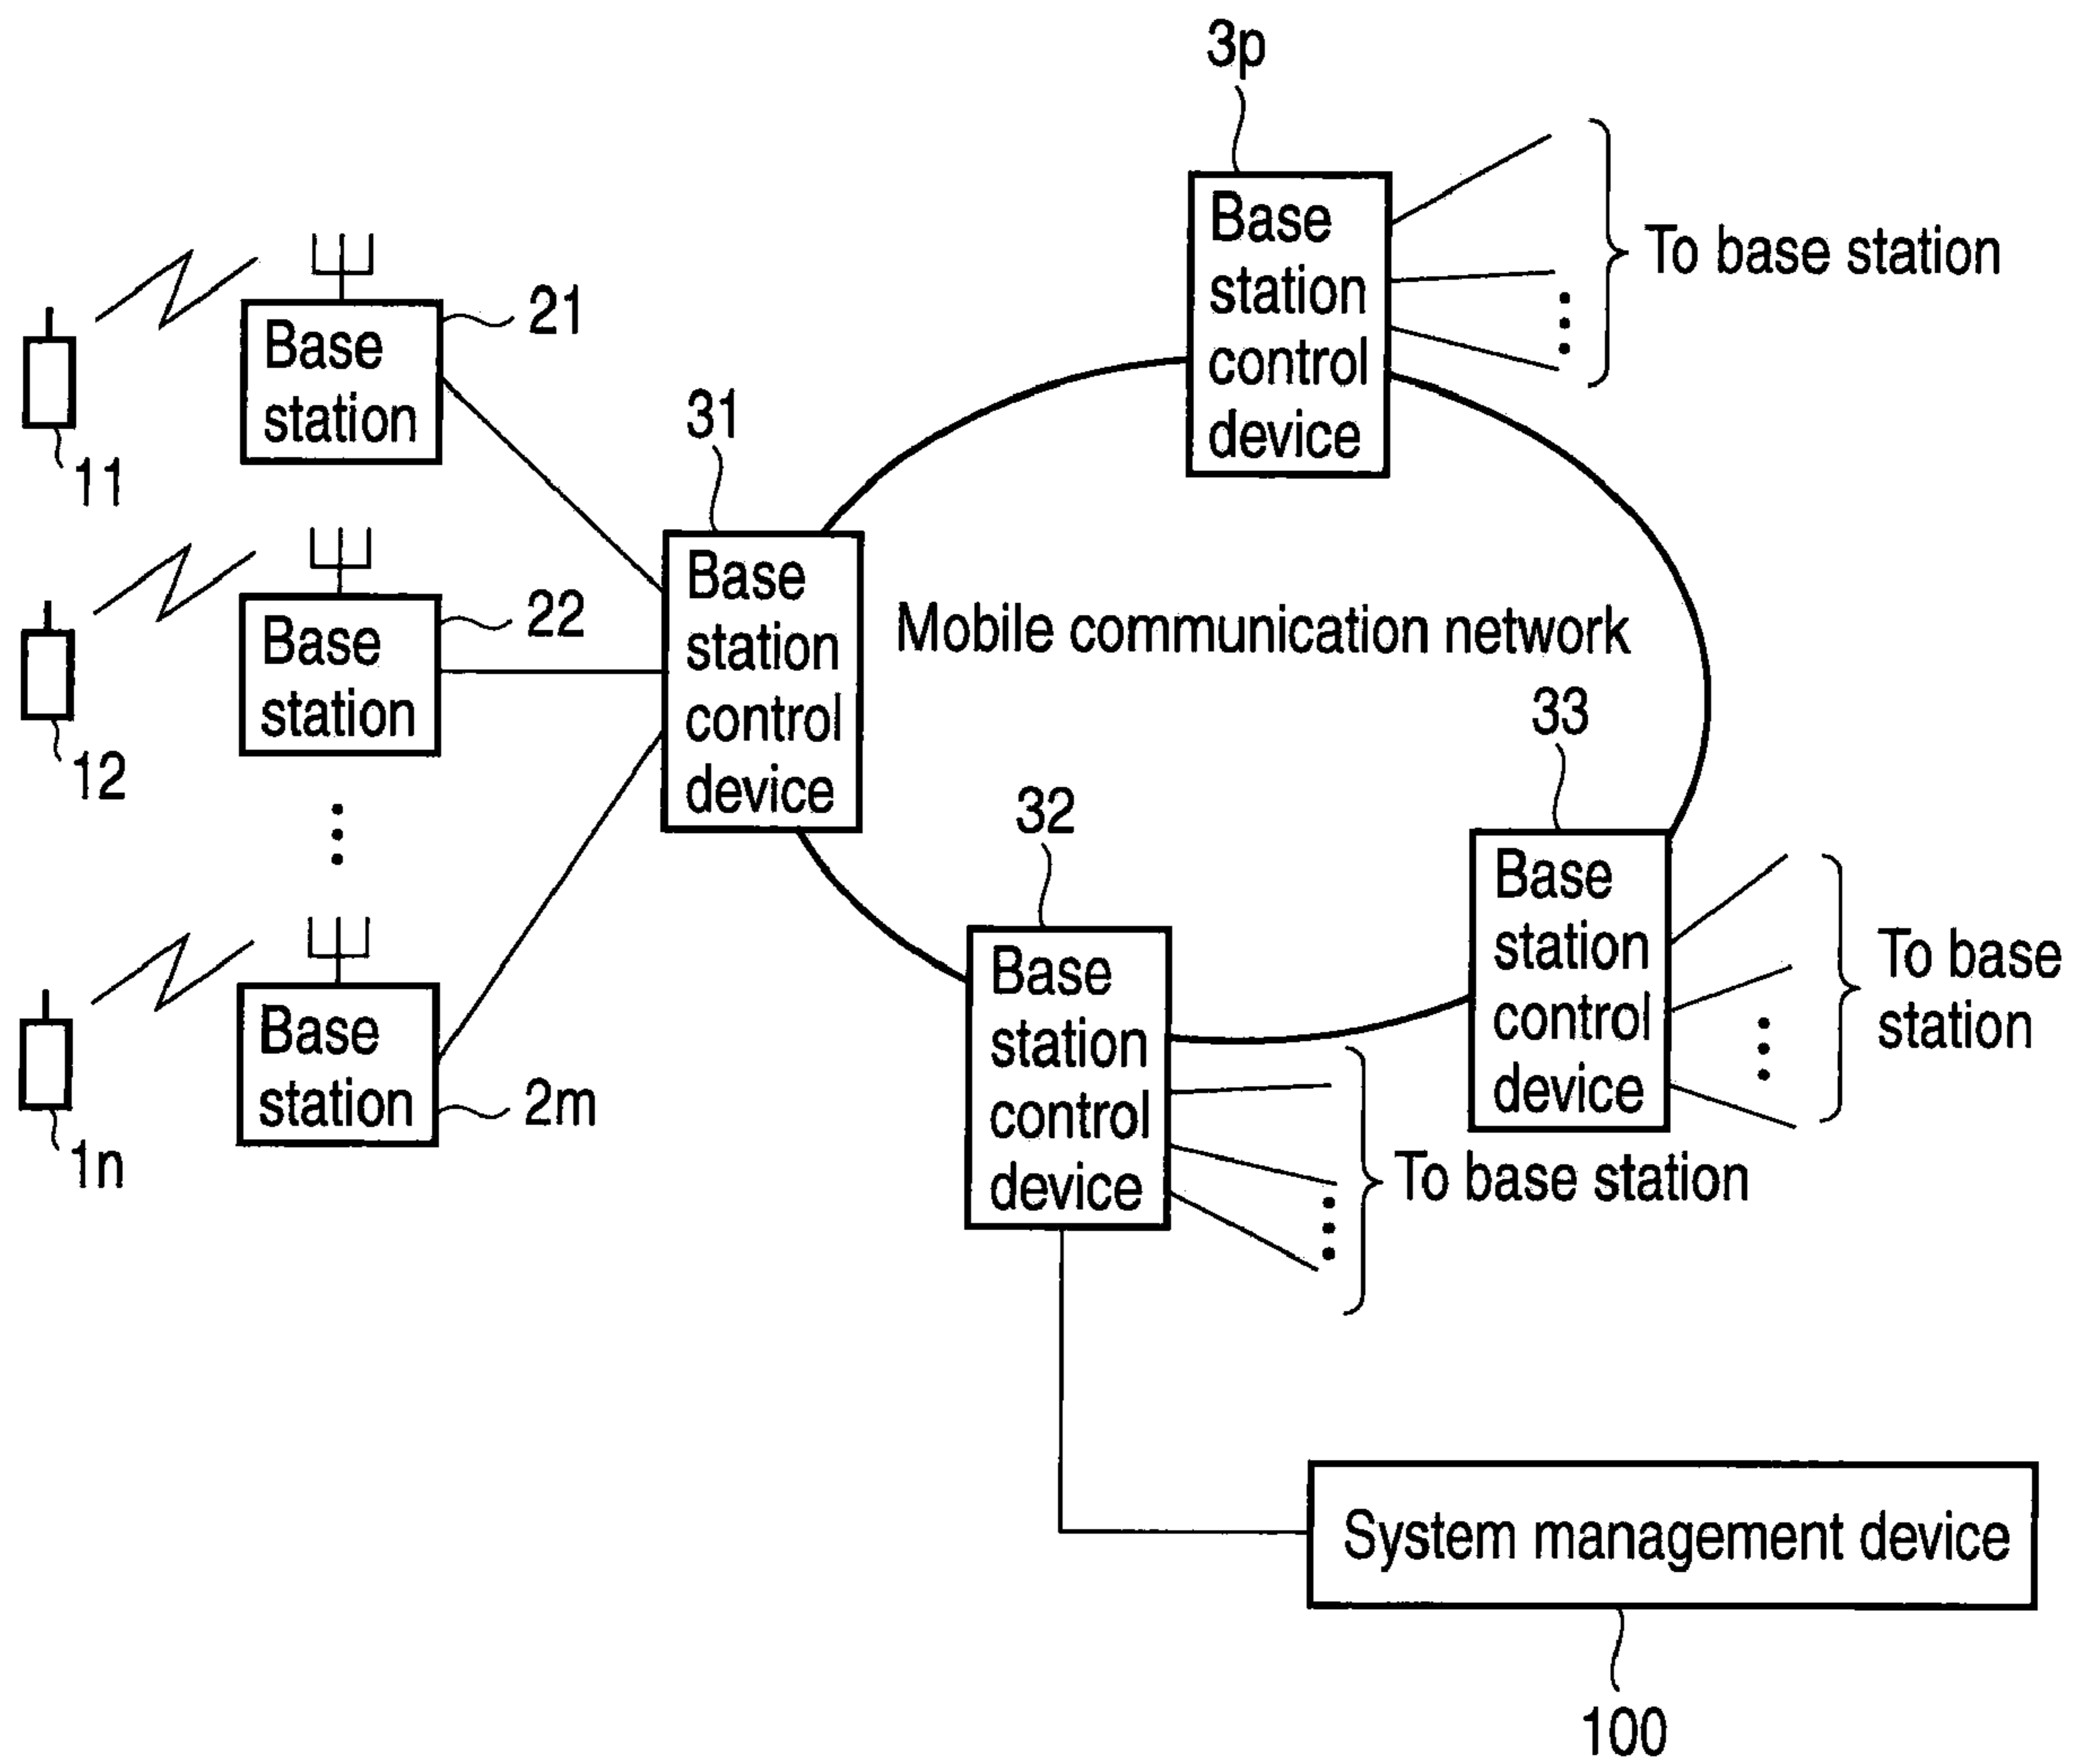 3p
Base
station
control
device
To base station
21
Base
station
11
31
Base
station
control
device
22
Base
station
12
Mobile communication network
33
Base
station
control
device
To base
station
32
Base
station
control
device
To base station
Base
station
2m
1n
System management device
100